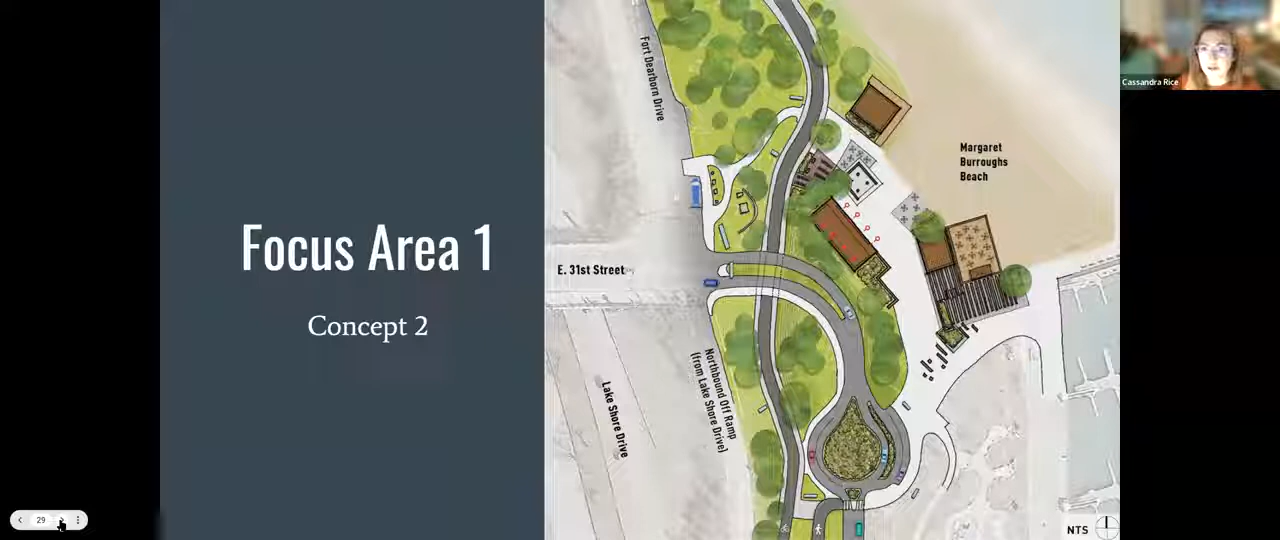 Focus Area 1
Concept 2
Fort Dearborn Drive
Margaret
Burroughs
Beach
E. 31st Street
Northbound Off Ramp
(from Lake Shore Drive)
Lake Shore Drive
NTS
Cassandra Rice
29